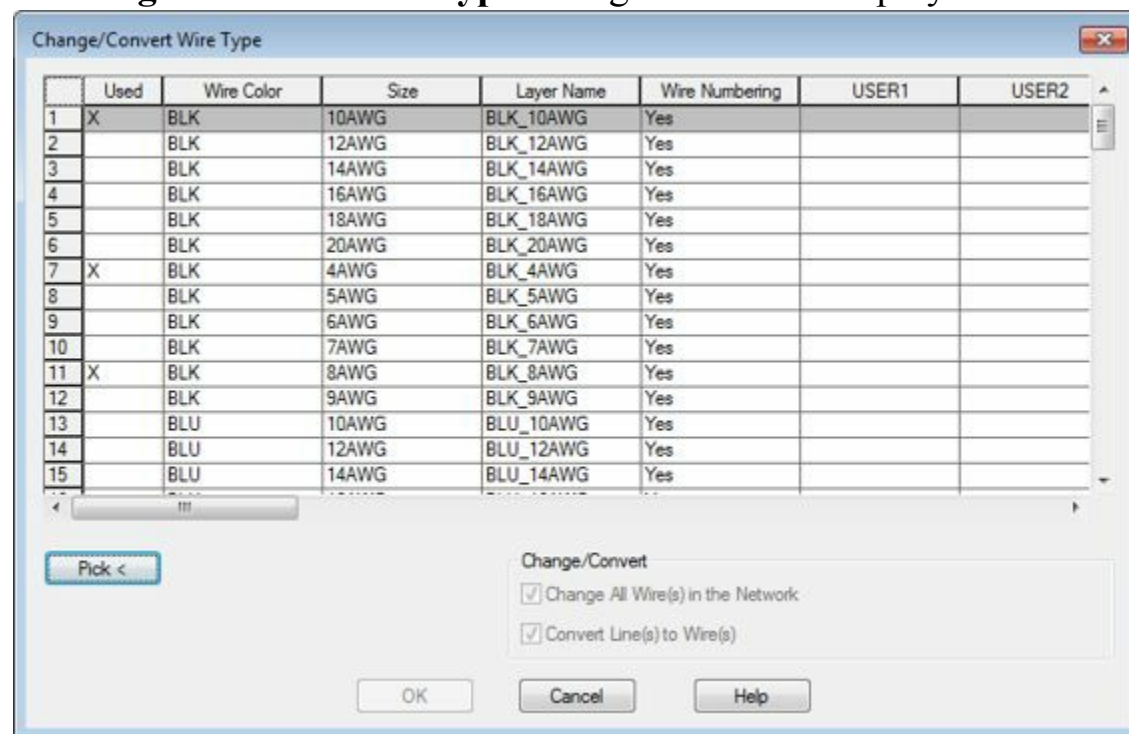 Change/Convert Wire Type
Used Wire Color Size Layer Name Wire Numbering USER1 USER2
1 X BLK 10AWG BLK_10AWG Yes
2 BLK 12AWG BLK_12AWG Yes
3 BLK 14AWG BLK_14AWG Yes
4 BLK 16AWG BLK_16AWG Yes
5 BLK 18AWG BLK_18AWG Yes
6 BLK 20AWG BLK_20AWG Yes
7 X BLK 4AWG BLK_4AWG Yes
8 BLK 5AWG BLK_5AWG Yes
9 BLK 6AWG BLK_6AWG Yes
10 BLK 7AWG BLK_7AWG Yes
11 X BLK 8AWG BLK_8AWG Yes
12 BLK 9AWG BLK_9AWG Yes
13 BLU 10AWG BLU_10AWG Yes
14 BLU 12AWG BLU_12AWG Yes
15 BLU 14AWG BLU_14AWG Yes
Pick <
Change/Convert
Change All Wire(s) in the Network
Convert Line(s) to Wire(s)
OK Cancel Help